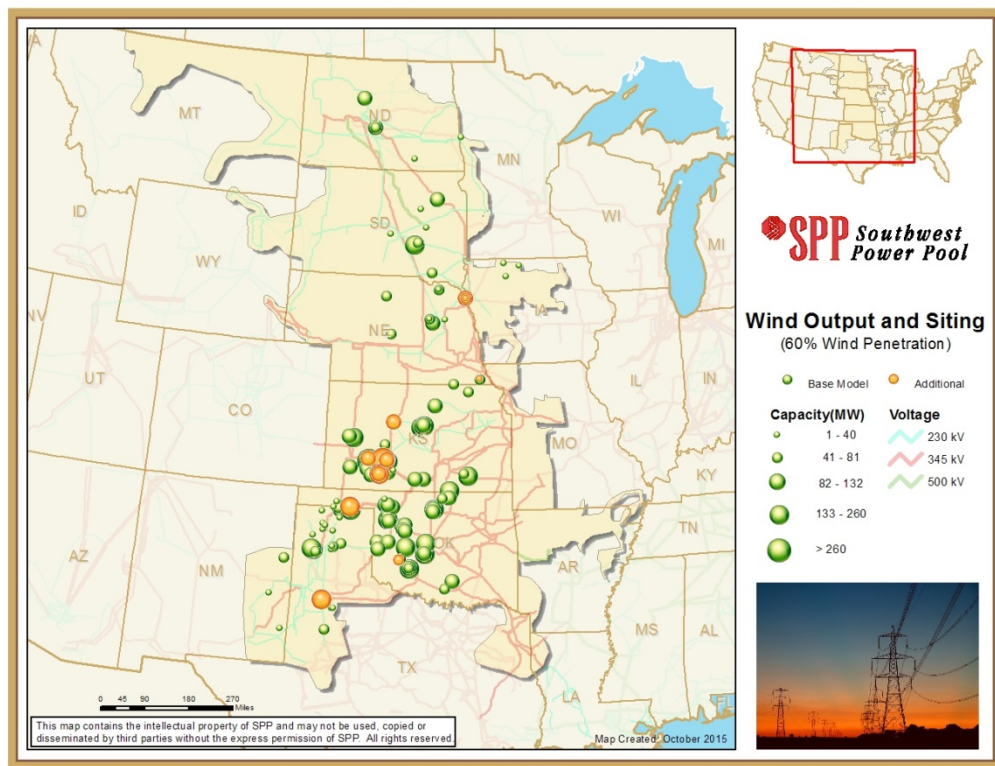 VA
ND
MT
MN
ID
SD
WI
MI
WY
IA
NV
NE
UT
IL
IN
CO
KS
MO
KY
TN
AZ
NM
OK
AR
MS
AL
TX
LA
0 45 90 180 270
Miles
This map contains the intellectual property of SPP and may not be used, copied or
disseminated by third parties without the express permission of SPP. All rights reserved.
Map Created: October 2015
SPP Southwest
Power Pool
Wind Output and Siting
(60% Wind Penetration)
Base Model
Additional
Capacity(MW)
1 - 40
41 - 81
82 - 132
133 - 260
> 260
Voltage
230 kV
345 kV
500 kV